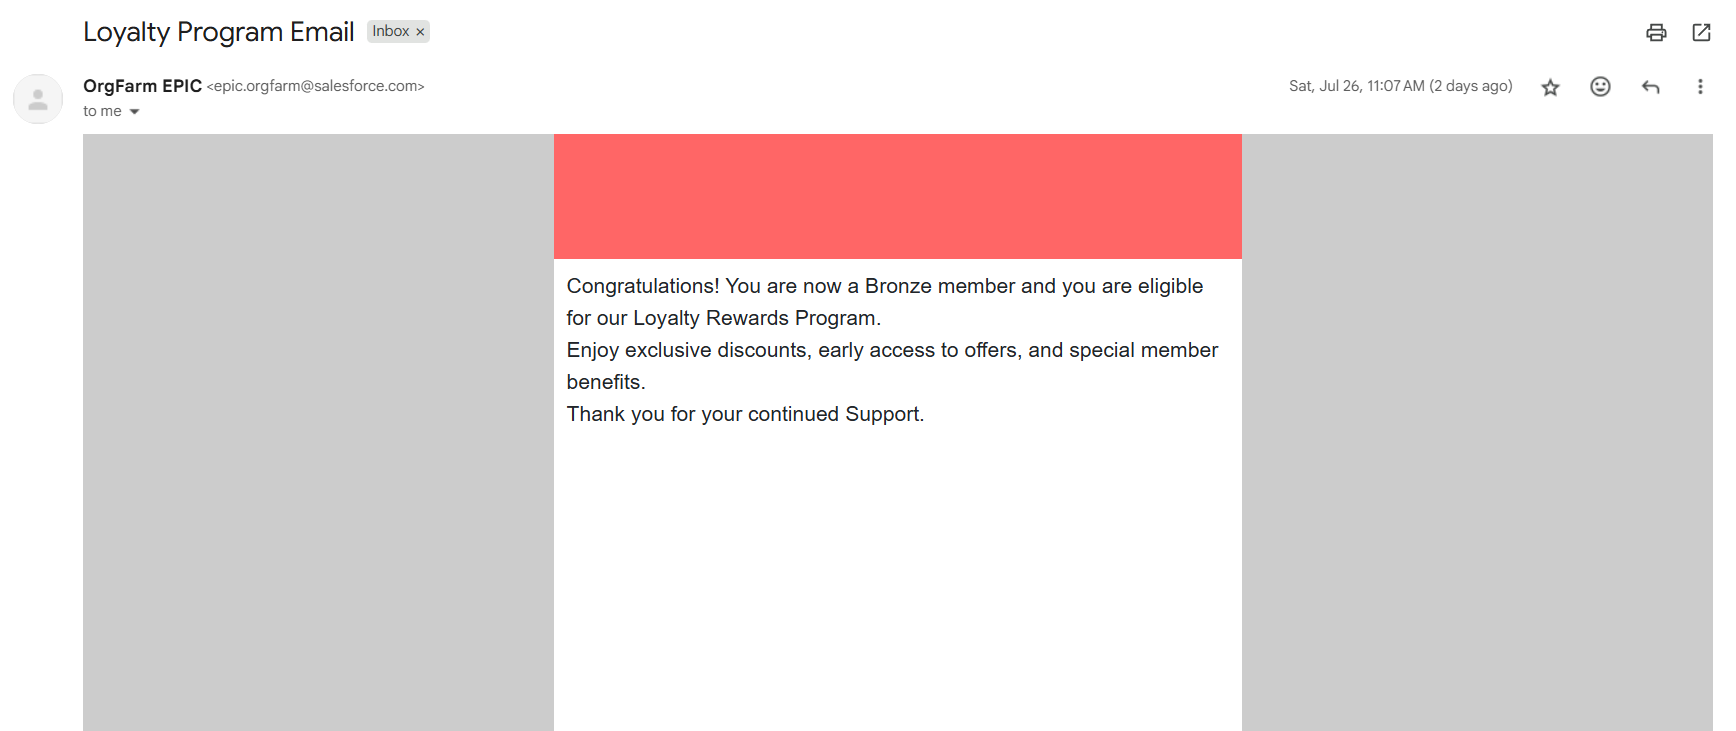 Loyalty Program Email Inbox ×
OrgFarm EPIC <epic.orgfarm@salesforce.com> Sat, Jul 26, 11:07 AM (2 days ago)
to me
Congratulations! You are now a Bronze member and you are eligible
for our Loyalty Rewards Program.
Enjoy exclusive discounts, early access to offers, and special member
benefits.
Thank you for your continued Support.